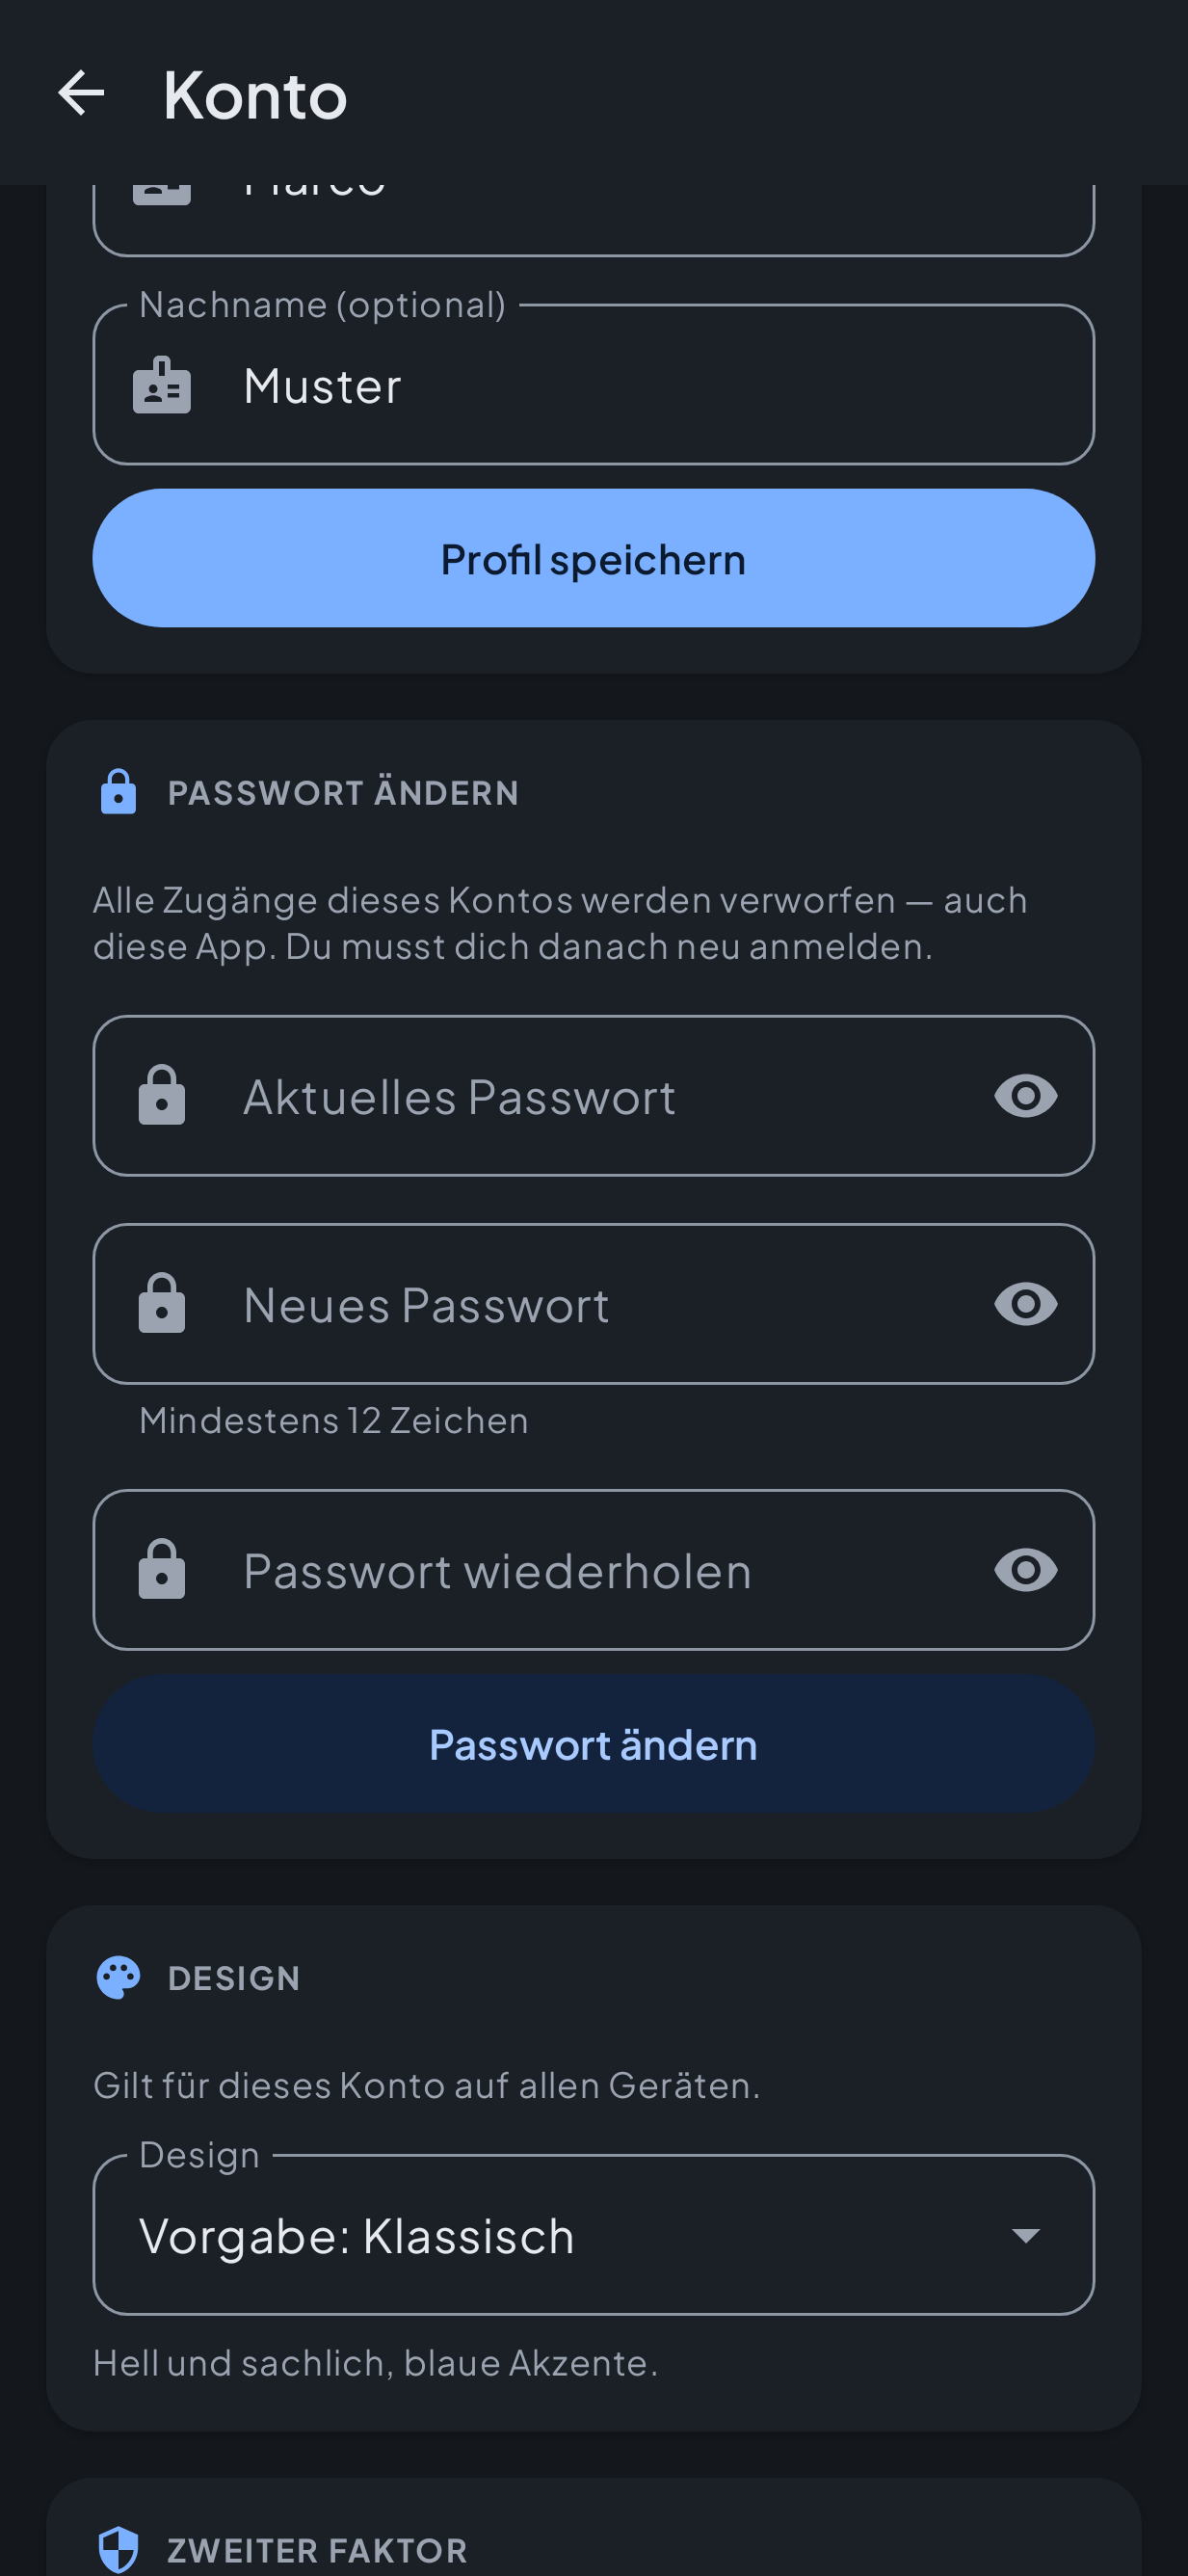 Konto
Marco
Nachname (optional)
Muster
Profil speichern
PASSWORT ÄNDERN
Alle Zugänge dieses Kontos werden verworfen — auch
diese App. Du musst dich danach neu anmelden.
Aktuelles Passwort
Neues Passwort
Mindestens 12 Zeichen
Passwort wiederholen
Passwort ändern
DESIGN
Gilt für dieses Konto auf allen Geräten.
Design
Vorgabe: Klassisch
Hell und sachlich, blaue Akzente.
ZWEITER FAKTOR